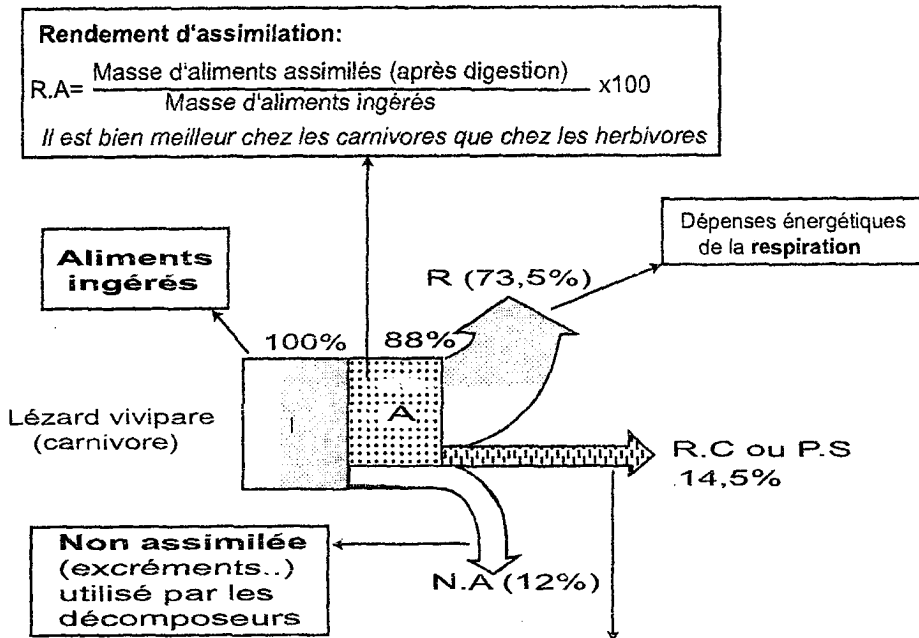 Rendement d'assimilation:
R.A= Masse d'aliments assimilés (après digestion) x100
Masse d'aliments ingérés
Il est bien meilleur chez les carnivores que chez les herbivores
Dépenses énergétiques
de la respiration
Aliments
ingérés
R (73,5%)
100%
88%
I
A
Lézard vivipare
(carnivore)
R.C ou P.S
14,5%
Non assimilée
(excréments..)
utilisé par les
décomposeurs
N.A (12%)